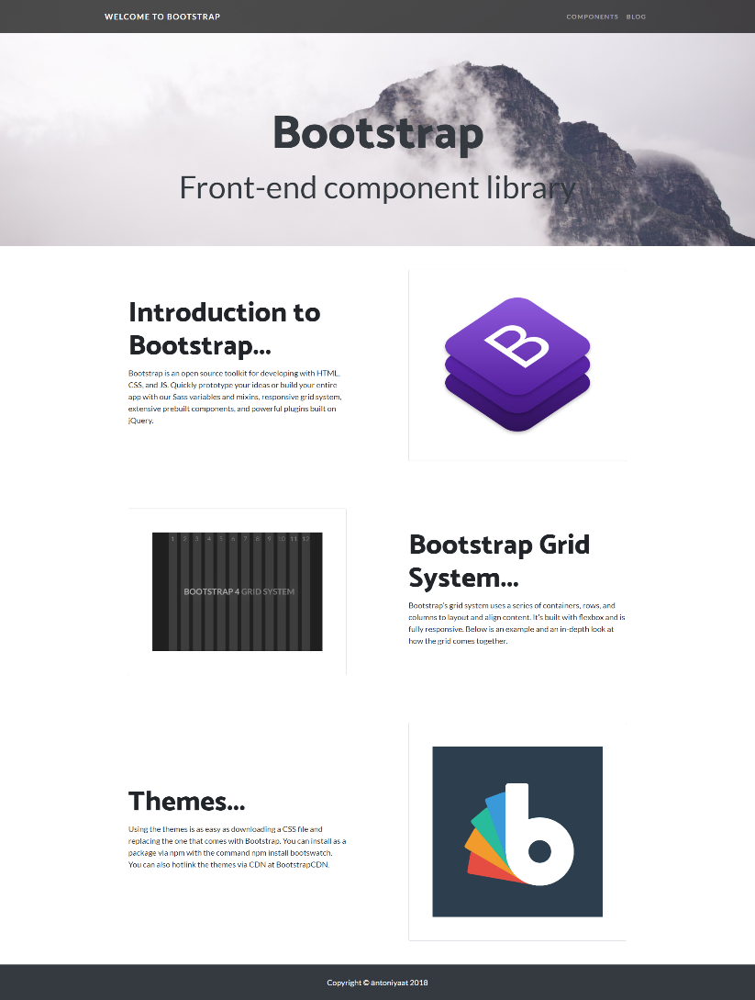 WELCOME TO BOOTSTRAP
COMPONENTS BLOG
Bootstrap
Front-end component library
Introduction to
Bootstrap...
Bootstrap is an open source toolkit for developing with HTML,
CSS, and JS. Quickly prototype your ideas or build your entire
app with our Sass variables and mixins, responsive grid system,
extensive prebuilt components, and powerful plugins built on
jQuery.
B
1 2 3 4 5 6 7 8 9 10 11 12
BOOTSTRAP 4 GRID SYSTEM
Bootstrap Grid
System...
Bootstrap's grid system uses a series of containers, rows, and
columns to layout and align content. It's built with flexbox and is
fully responsive. Below is an example and an in-depth look at
how the grid comes together.
Themes...
Using the themes is as easy as downloading a CSS file and
replacing the one that comes with Bootstrap. You can install as a
package via npm with the command npm install bootswatch.
You can also hotlink the themes via CDN at BootstrapCDN.
b
Copyright © antoniyaat 2018